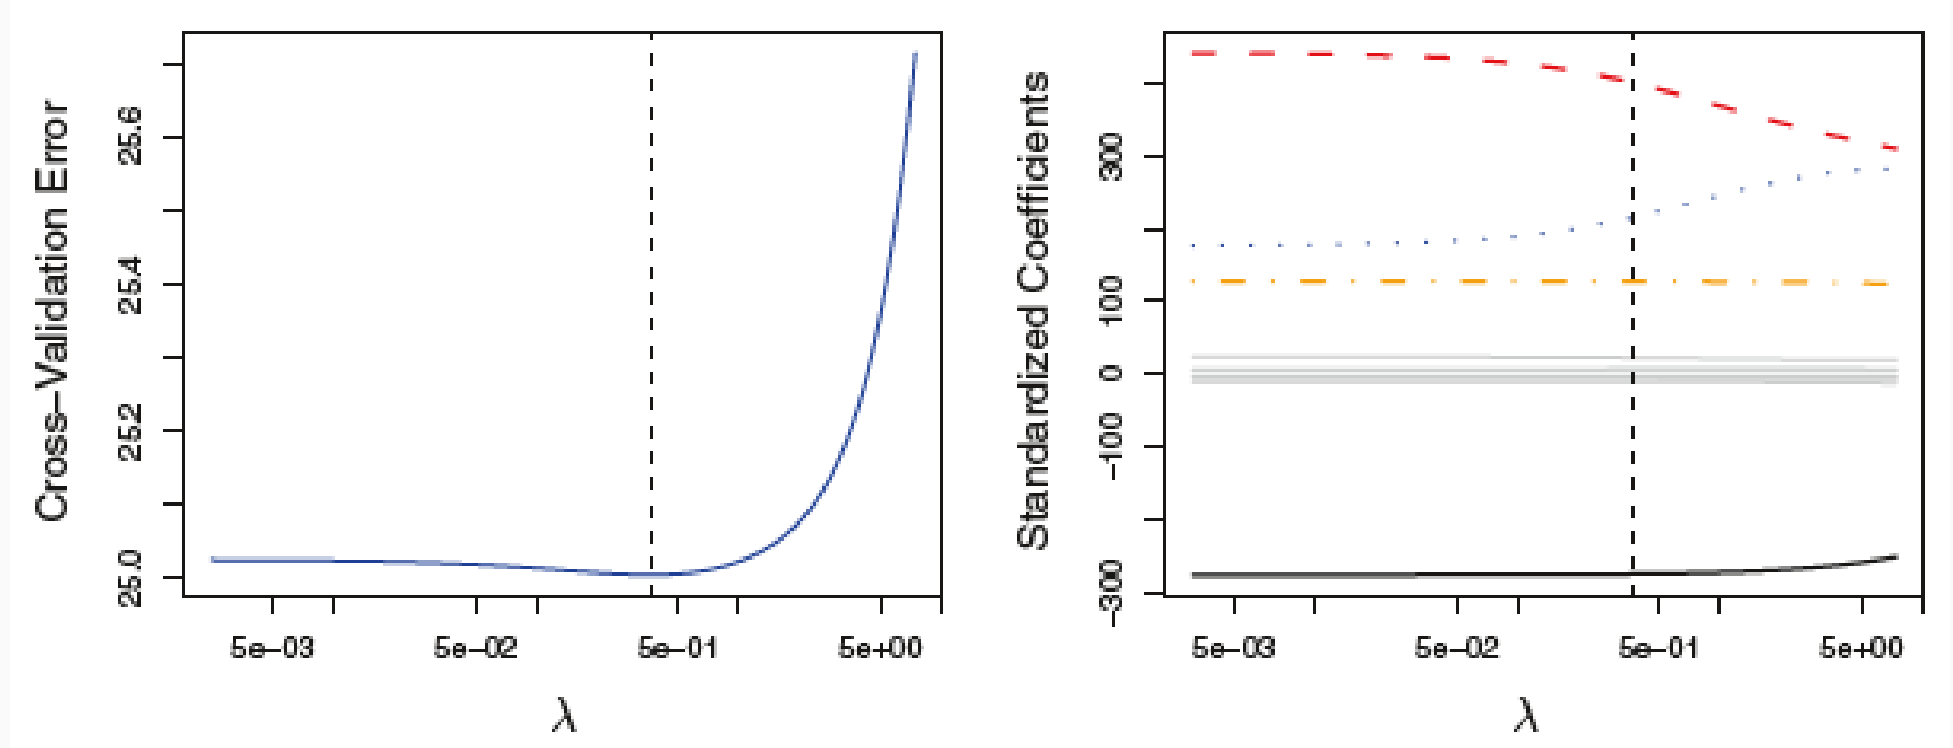 Cross–Validation Error
25.6
25.4
25.2
25.0
5e–03 5e–02 5e–01 5e+00
λ
Standardized Coefficients
300
100
0
–100
–300
5e–03 5e–02 5e–01 5e+00
λ